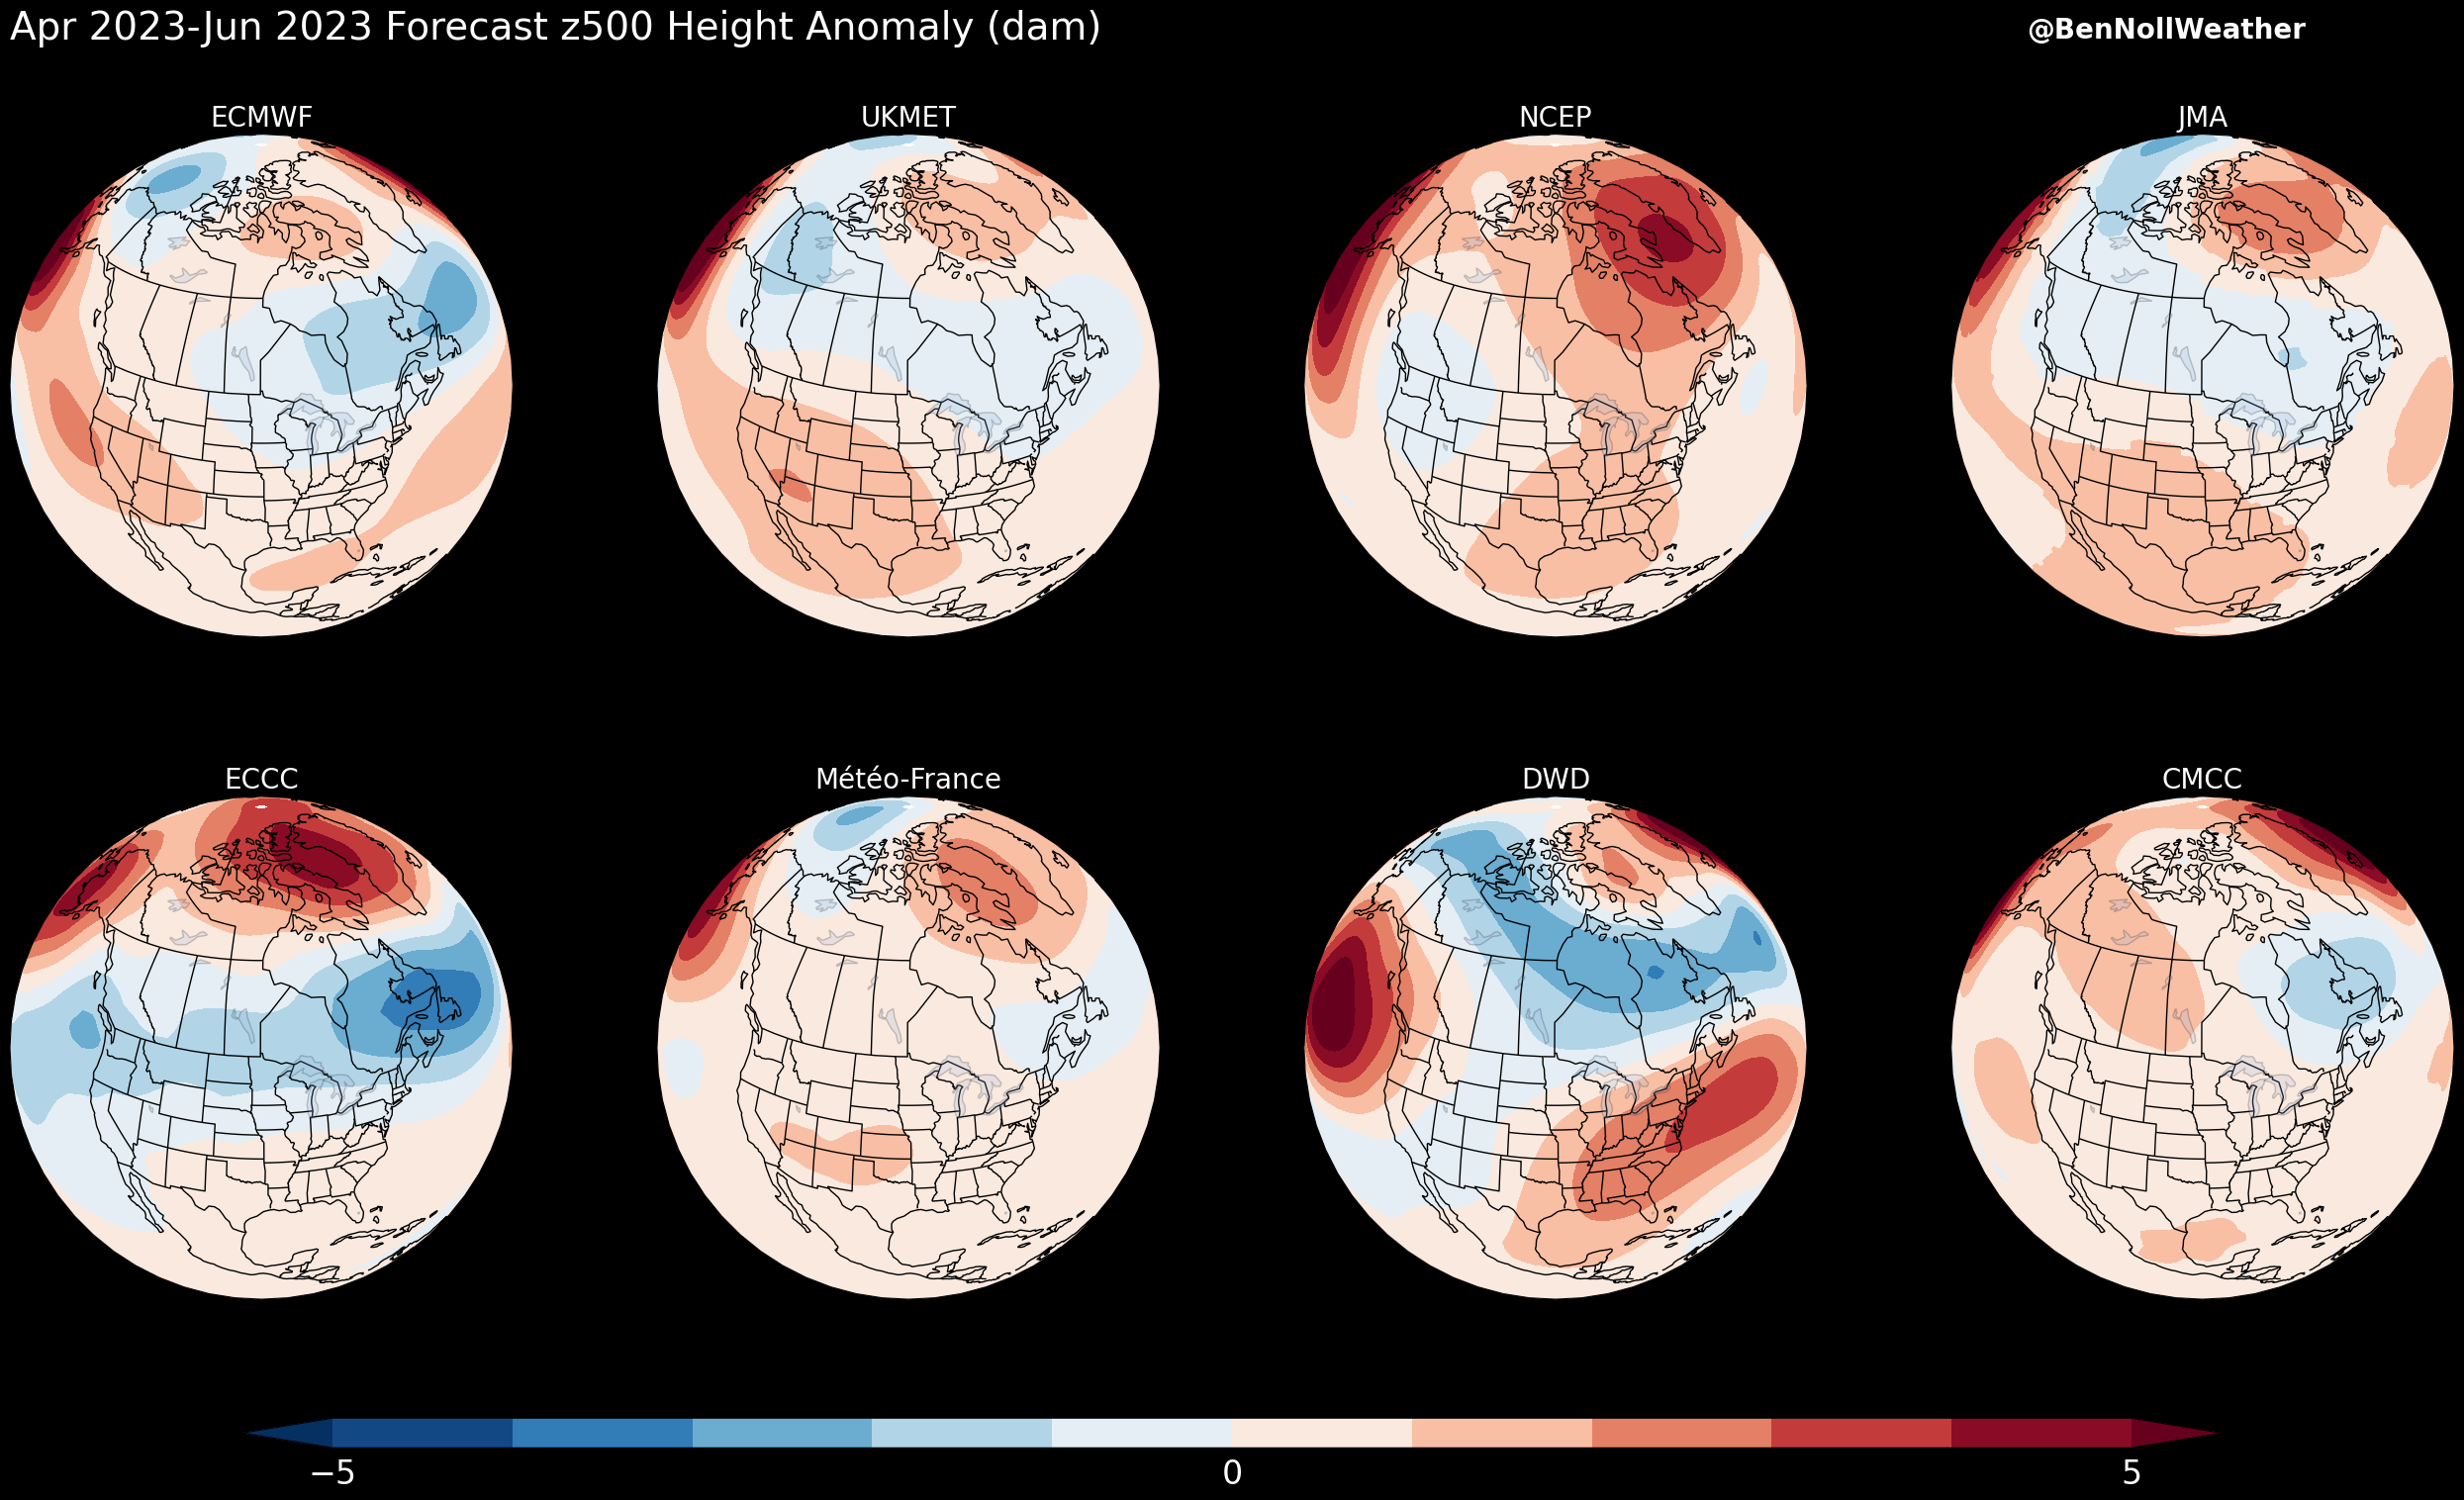 Apr 2023-Jun 2023 Forecast z500 Height Anomaly (dam)
@BenNollWeather
ECMWF
UKMET
NCEP
JMA
ECCC
Météo-France
DWD
CMCC
−5
0
5